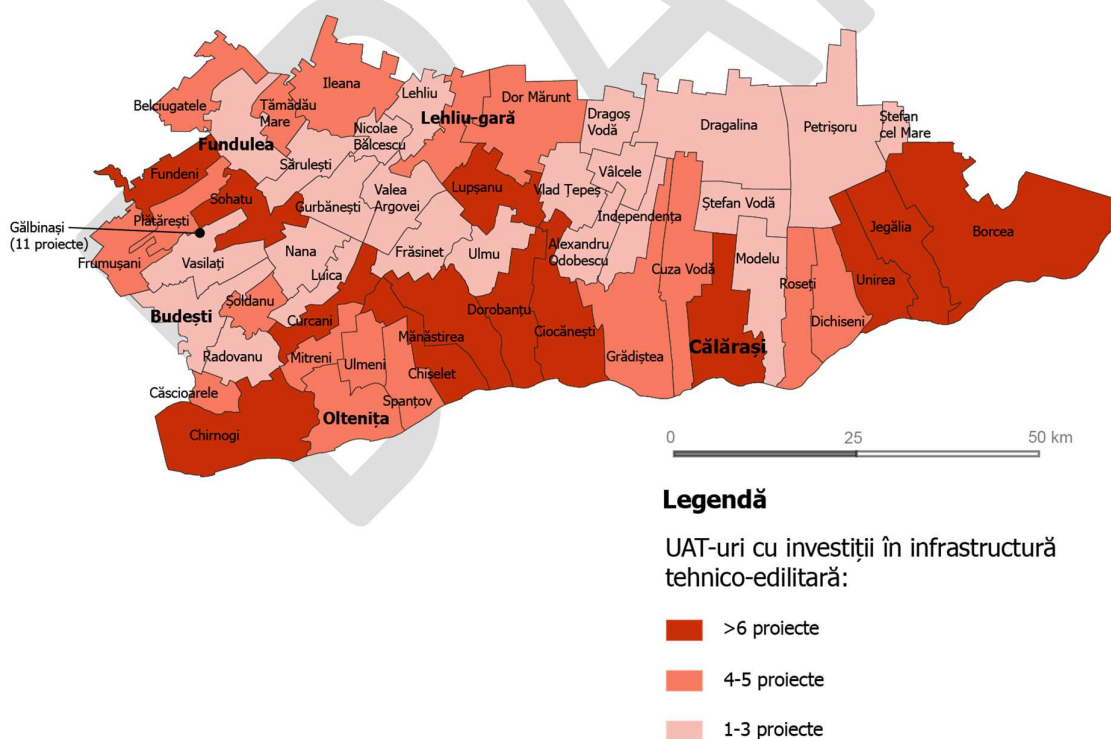 Ileana
Lehliu
Belciugatele
Tămădău
Mare
Dor Mărunt
Lehliu-gară
Dragoș
Vodă
Dragalina
Petrișoru
Ștefan
cel Mare
Nicolae
Bălcescu
Fundulea
Sărulești
Fundeni
Sohatu
Valea
Argovei
Lupșanu
Vlad Țepeș
Vâlcele
Gurbănești
Independența
Ștefan Vodă
Plătărești
Gălbinași
(11 proiecte)
Jegălia
Borcea
Frumușani
Vasilați
Nana
Luica
Frăsinet
Ulmu
Alexandru
Odobescu
Cuza Vodă
Modelu
Roseți
Unirea
Șoldanu
Budești
Curcani
Dorobanțu
Ciocănești
Dichiseni
Mănăstirea
Călărași
Radovanu
Mitreni
Ulmeni
Chiselet
Grădiștea
Căscioarele
Spanțov
Oltenița
Chirnogi
0 25 50 km
Legendă
UAT-uri cu investiții în infrastructură
tehnico-edilitară:
>6 proiecte
4-5 proiecte
1-3 proiecte